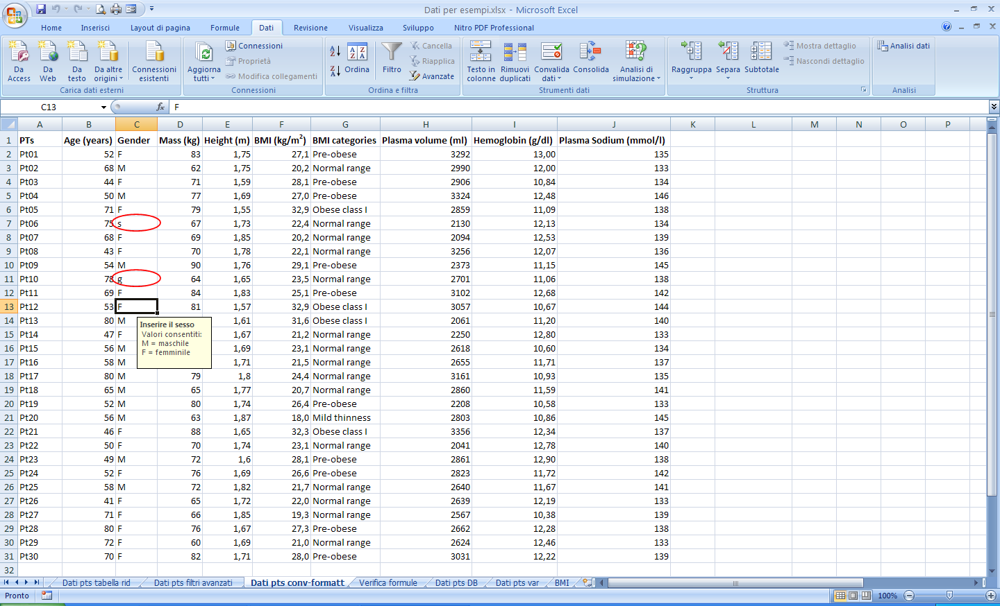 Dati per esempi.xlsx - Microsoft Excel
Home Inserisci Layout di pagina Formule Dati Revisione Visualizza Sviluppo Nitro PDF Professional
Da Access Da Web Da testo Da altre origini Connessioni esistenti
Carica dati esterni
Aggiorna tutti Connessioni Proprietà Modifica collegamenti
Connessioni
Ordina Filtro Cancella Riapplica Avanzate
Ordina e filtra
Testo in colonne Rimuovi duplicati Convalida dati Consolida Analisi di simulazione
Strumenti dati
Raggruppa Separa Subtotale Mostra dettaglio Nascondi dettaglio
Struttura
Analisi dati
Analisi
C13 fx F
A B C D E F G H I J K L M N O P
1 PTs Age (years) Gender Mass (kg) Height (m) BMI (kg/m²) BMI categories Plasma volume (ml) Hemoglobin (g/dl) Plasma Sodium (mmol/l)
2 Pt01 52 F 83 1,75 27,1 Pre-obese 3292 13,00 135
3 Pt02 68 M 62 1,75 20,2 Normal range 2990 12,00 133
4 Pt03 44 F 71 1,59 28,1 Pre-obese 2906 10,84 134
5 Pt04 50 M 77 1,69 27,0 Pre-obese 3324 12,48 146
6 Pt05 71 F 79 1,55 32,9 Obese class I 2859 11,09 138
7 Pt06 75 s 67 1,73 22,4 Normal range 2130 12,13 134
8 Pt07 68 F 69 1,85 20,2 Normal range 2094 12,53 139
9 Pt08 43 F 70 1,78 22,1 Normal range 3256 12,07 136
10 Pt09 54 M 90 1,76 29,1 Pre-obese 2373 11,15 145
11 Pt10 78 g 64 1,65 23,5 Normal range 2701 11,06 138
12 Pt11 69 F 84 1,83 25,1 Pre-obese 3102 12,68 142
13 Pt12 53 F 81 1,57 32,9 Obese class I 3057 10,67 144
14 Pt13 80 M 1,61 31,6 Obese class I 2061 11,20 140
15 Pt14 47 F 1,67 21,2 Normal range 2250 12,80 133
16 Pt15 56 M 1,69 23,1 Normal range 2618 10,60 134
17 Pt16 58 M 1,71 21,5 Normal range 2655 11,71 137
Inserire il sesso
Valori consentiti:
M = maschile
F = femminile
18 Pt17 80 M 79 1,8 24,4 Normal range 3161 10,93 135
19 Pt18 65 M 65 1,77 20,7 Normal range 2860 11,59 141
20 Pt19 52 M 80 1,74 26,4 Pre-obese 2208 10,58 133
21 Pt20 56 M 63 1,87 18,0 Mild thinness 2803 10,86 145
22 Pt21 46 F 88 1,65 32,3 Obese class I 3356 12,34 137
23 Pt22 50 F 70 1,74 23,1 Normal range 2041 12,78 140
24 Pt23 49 M 72 1,6 28,1 Pre-obese 2861 12,90 138
25 Pt24 52 F 76 1,69 26,6 Pre-obese 2823 11,72 142
26 Pt25 58 M 72 1,82 21,7 Normal range 2640 11,67 141
27 Pt26 41 F 65 1,72 22,0 Normal range 2639 12,19 133
28 Pt27 71 F 66 1,85 19,3 Normal range 2567 10,38 139
29 Pt28 80 F 76 1,67 27,3 Pre-obese 2662 12,28 138
30 Pt29 72 F 60 1,69 21,0 Normal range 2624 12,46 133
31 Pt30 70 F 82 1,71 28,0 Pre-obese 3031 12,22 139
32
Dati pts tabella rid Dati pts filtri avanzati Dati pts conv-formatt Verifica formule Dati pts DB Dati pts var BMI
Pronto 100%